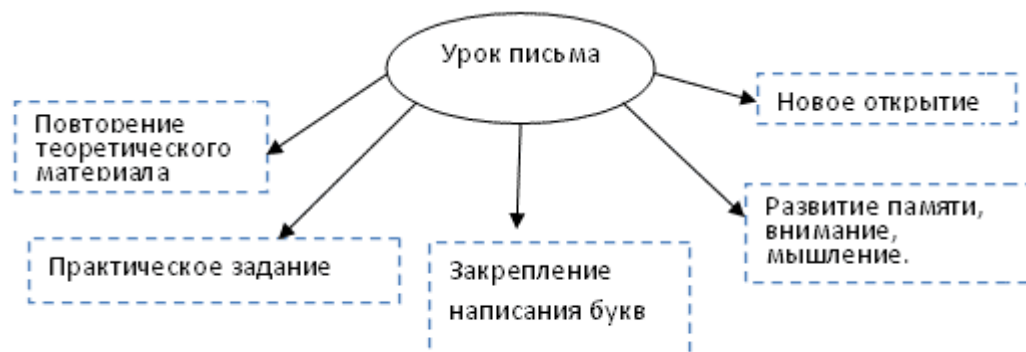 Урок письма
Новое открытие
Повторение
теоретического
материала
Развитие памяти,
внимание,
мышление.
Практическое задание
Закрепление
написания букв